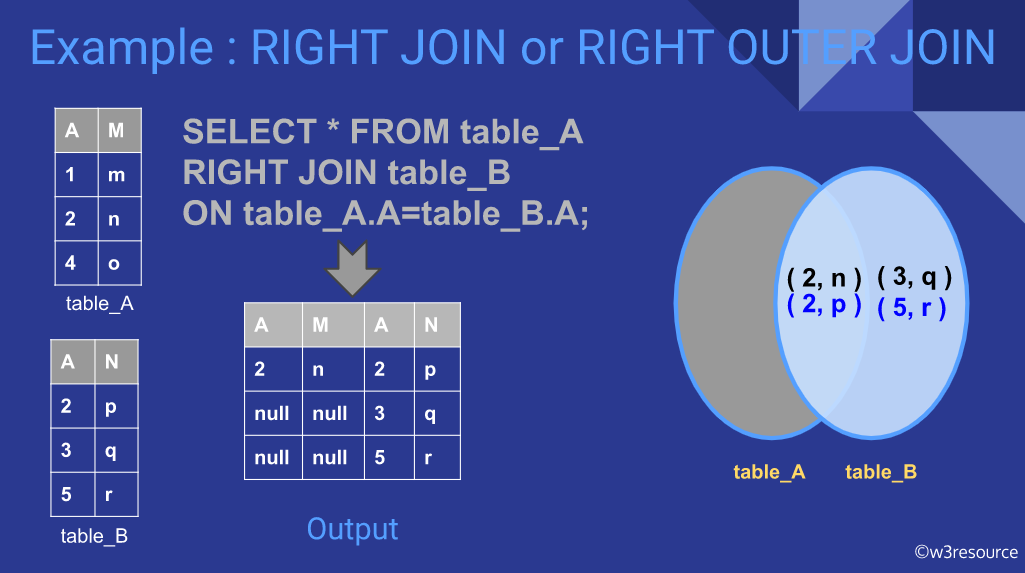 Example : RIGHT JOIN or RIGHT OUTER JOIN
A M
1 m
2 n
4 o
table_A
A N
2 p
3 q
5 r
table_B
SELECT * FROM table_A
RIGHT JOIN table_B
ON table_A.A=table_B.A;
A M A N
2 n 2 p
null null 3 q
null null 5 r
Output
( 2, n ) ( 3, q )
( 2, p ) ( 5, r )
table_A table_B
©w3resource